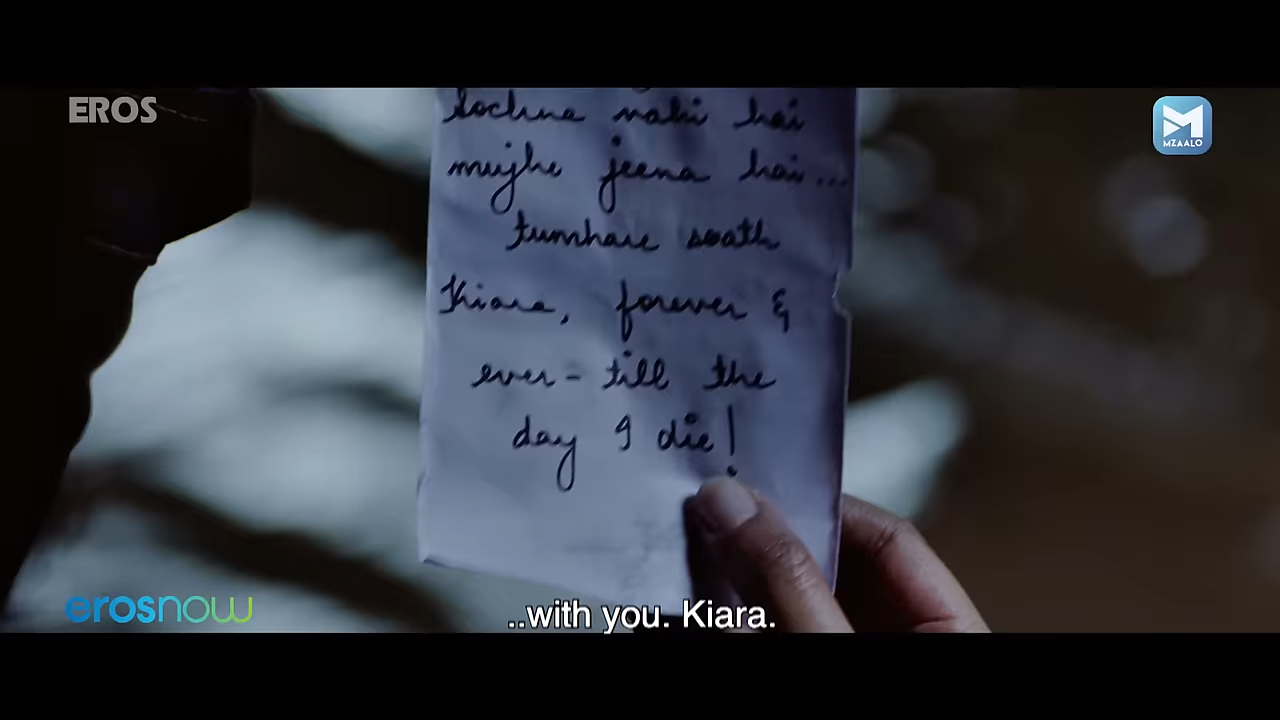 EROS
MZAALO
sochna nahi hai
mujhe jeena hai...
tumhare saath
Kiara, forever &
ever - till the
day I die!
erosnow
..with you. Kiara.